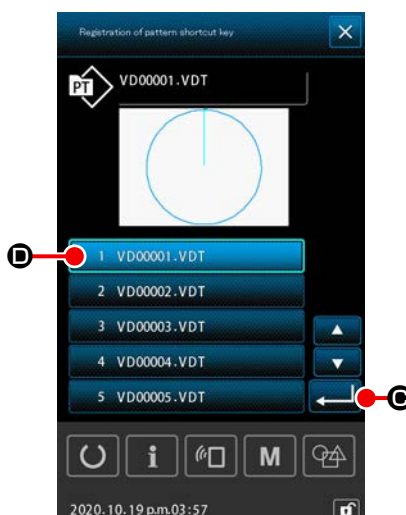 Registration of pattern shortcut key
PT
VD00001.VDT
D
1 VD00001.VDT
2 VD00002.VDT
3 VD00003.VDT
4 VD00004.VDT
5 VD00005.VDT
C
i
M
2020.10.19 p.m.03:57